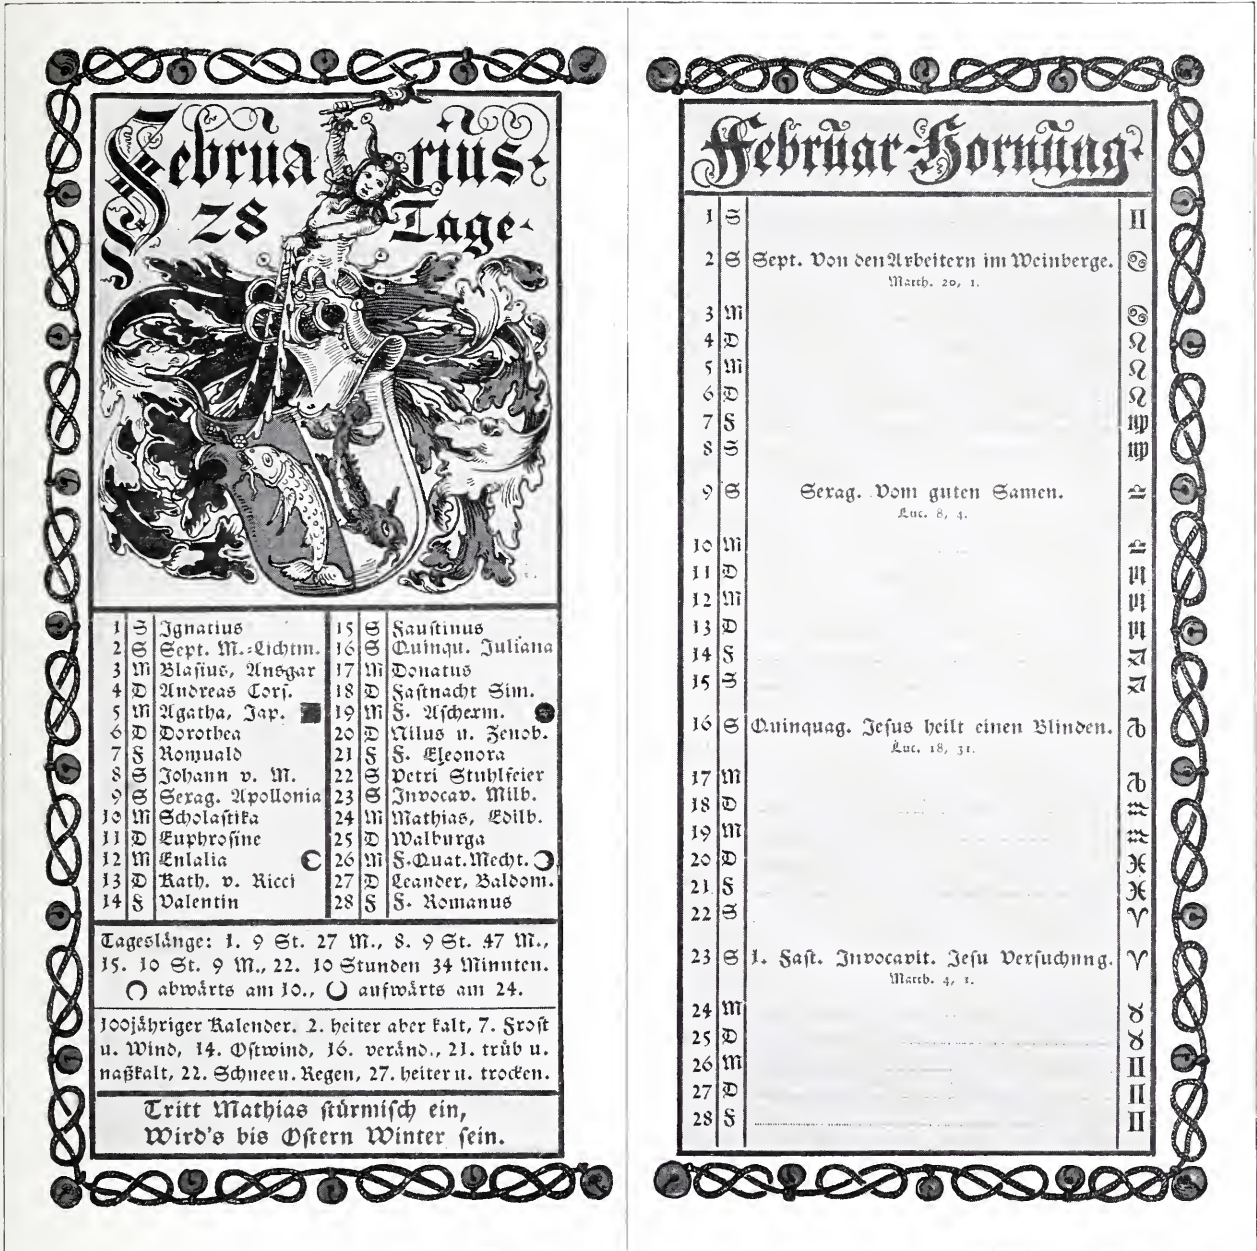 Februarius
28 Tage
1 S Ignatius
2 S Sept. M.=Lichtm.
3 M Blasius, Ansgar
4 D Andreas Cors.
5 M Agatha, Jap.
6 D Dorothea
7 F Romuald
8 S Johann v. M.
9 S Sexag. Apollonia
10 M Scholastika
11 D Euphrosine
12 M Enlalia
13 D Kath. v. Ricci
14 F Valentin
15 S Faustinus
16 S Quinqu. Juliana
17 M Donatus
18 D Fastnacht Sim.
19 M F. Ascherm.
20 D Nilus u. Zenob.
21 F F. Eleonora
22 S Petri Stuhlfeier
23 S Invocav. Milb.
24 M Mathias, Edilb.
25 D Walburga
26 M F.Quat.Mecht.
27 D Leander, Baldom.
28 F F. Romanus
Tageslänge: 1. 9 St. 27 M., 8. 9 St. 47 M.,
15. 10 St. 9 M., 22. 10 Stunden 34 Minuten.
abwärts am 10., aufwärts am 24.
100jähriger Kalender. 2. heiter aber kalt, 7. Frost
u. Wind, 14. Ostwind, 16. veränd., 21. trüb u.
naßkalt, 22. Schnee u. Regen, 27. heiter u. trocken.
Tritt Mathias stürmisch ein,
Wird's bis Ostern Winter sein.
Februar-Hornung
1 S ♊
2 S Sept. Von den Arbeitern im Weinberge. ♋
Matth. 20, 1.
3 M ♋
4 D ♌
5 M ♌
6 D ♌
7 F ♍
8 S ♍
9 S Sexag. Vom guten Samen. ♎
Luc. 8, 4.
10 M ♎
11 D ♏
12 M ♏
13 D ♏
14 F ♐
15 S ♐
16 S Quinquag. Jesus heilt einen Blinden. ♑
Luc. 18, 31.
17 M ♑
18 D ♒
19 M ♒
20 D ♓
21 F ♓
22 S ♈
23 S 1. Fast. Invocavit. Jesu Versuchung. ♈
Matth. 4, 1.
24 M ♉
25 D ♉
26 M ♊
27 D ♊
28 F ♊